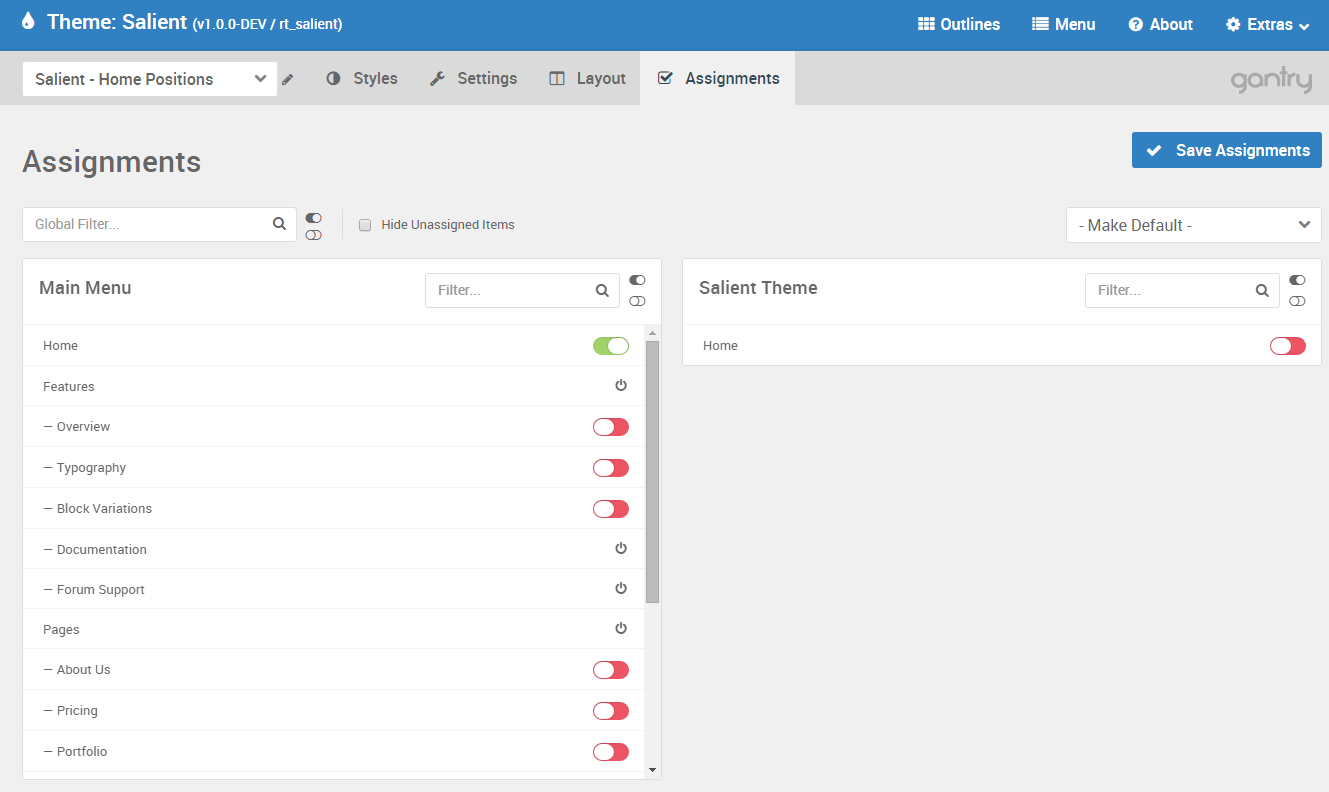 Theme: Salient (v1.0.0-DEV / rt_salient)
Outlines
Menu
About
Extras
Salient - Home Positions
Styles
Settings
Layout
Assignments
gantry
Assignments
Save Assignments
Global Filter...
Hide Unassigned Items
- Make Default -
Main Menu
Filter...
Home
Features
— Overview
— Typography
— Block Variations
— Documentation
— Forum Support
Pages
— About Us
— Pricing
— Portfolio
Salient Theme
Filter...
Home